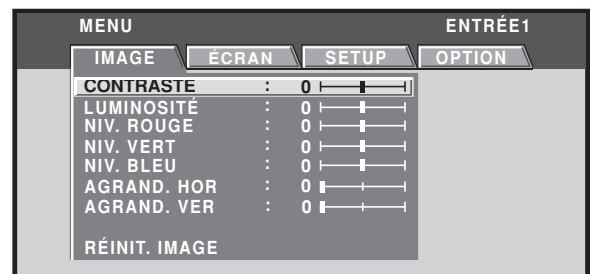 MENU ENTRÉE1
IMAGE ÉCRAN SETUP OPTION
CONTRASTE : 0
LUMINOSITÉ : 0
NIV. ROUGE : 0
NIV. VERT : 0
NIV. BLEU : 0
AGRAND. HOR : 0
AGRAND. VER : 0
RÉINIT. IMAGE